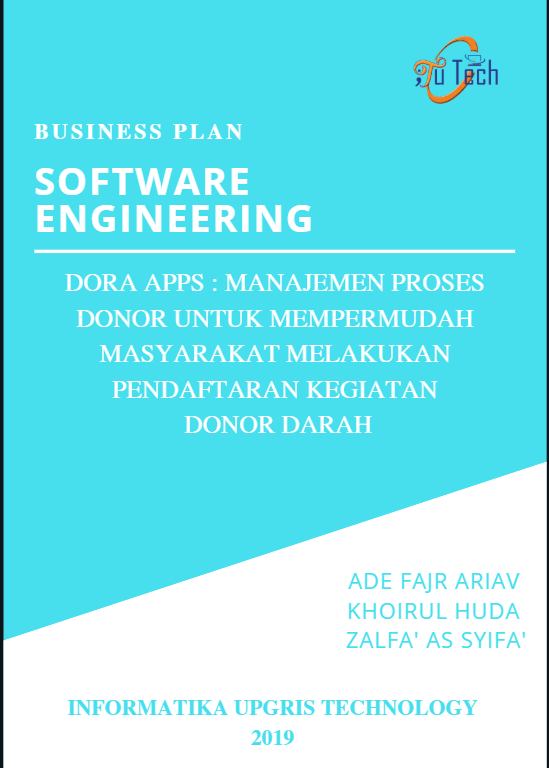 Tu Tech
BUSINESS PLAN
SOFTWARE
ENGINEERING
DORA APPS : MANAJEMEN PROSES
DONOR UNTUK MEMPERMUDAH
MASYARAKAT MELAKUKAN
PENDAFTARAN KEGIATAN
DONOR DARAH
ADE FAJR ARIAV
KHOIRUL HUDA
ZALFA' AS SYIFA'
INFORMATIKA UPGRIS TECHNOLOGY
2019